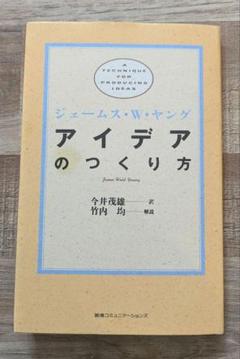 A
TECHNIQUE
FOR
PRODUCING
IDEAS
ジェームス・W・ヤング
アイデア
のつくり方
James Webb Young
今井茂雄 訳
竹内 均 解説
阪急コミュニケーションズ